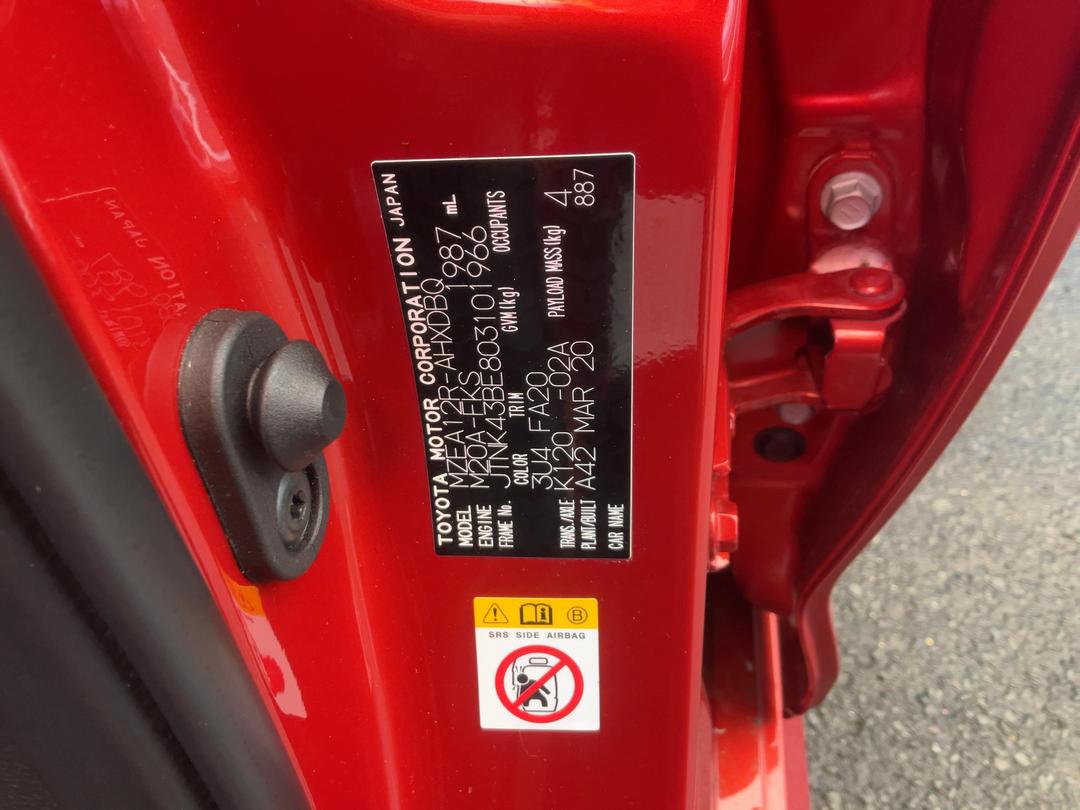 TOYOTA MOTOR CORPORATION JAPAN
MODEL MZEA12R-AHXDBQ
ENGINE M20A-FKS 1987 mL
FRAME No. JTNK43BE803101966
COLOR TRIM GVM(kg) OCCUPANTS
3U4 FA20 4
TRANS./AXLE K120 -02A PAYLOAD MASS(kg) 887
PLANT/BUILT A42 MAR 20
CAR NAME
B
SRS SIDE AIRBAG